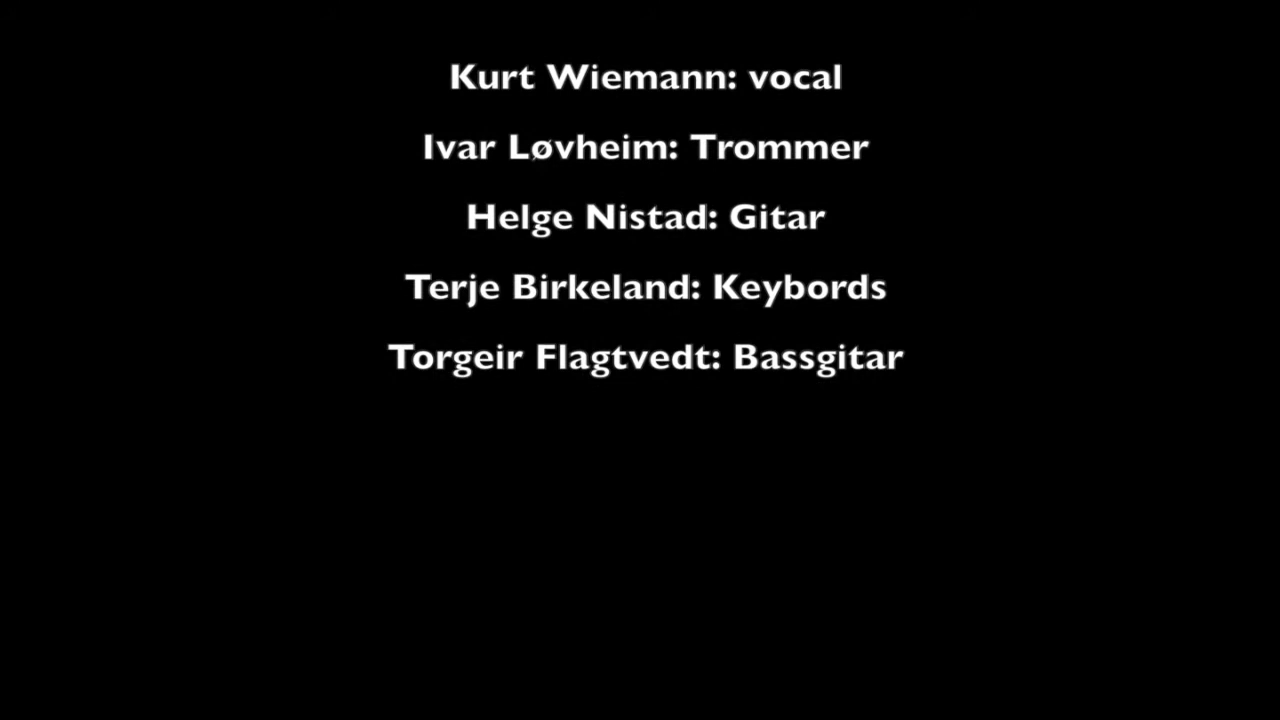 Kurt Wiemann: vocal
Ivar Løvheim: Trommer
Helge Nistad: Gitar
Terje Birkeland: Keybords
Torgeir Flagtvedt: Bassgitar